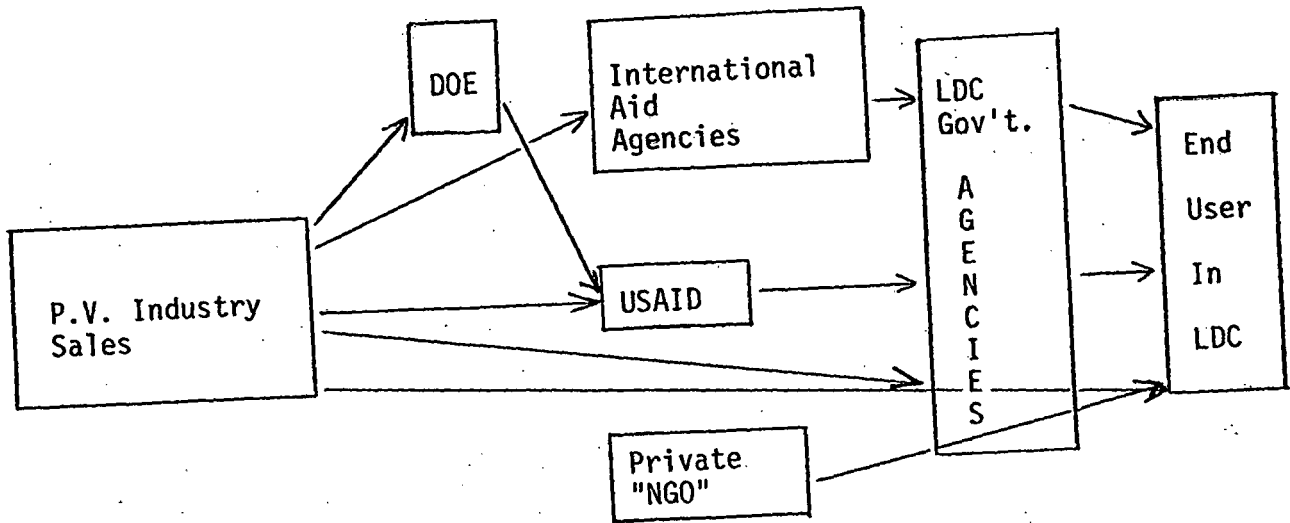 DOE
International
Aid
Agencies
LDC
Gov't.
A
G
E
N
C
I
E
S
End
User
In
LDC
P.V. Industry
Sales
USAID
Private
"NGO"